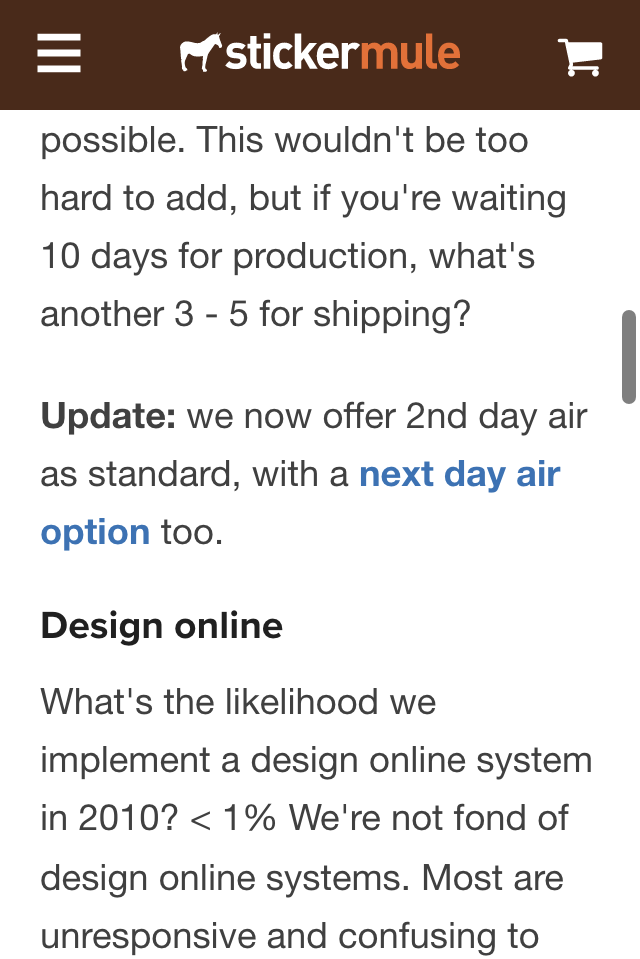 stickermule
possible. This wouldn't be too
hard to add, but if you're waiting
10 days for production, what's
another 3 - 5 for shipping?
Update: we now offer 2nd day air
as standard, with a next day air
option too.
Design online
What's the likelihood we
implement a design online system
in 2010? < 1% We're not fond of
design online systems. Most are
unresponsive and confusing to